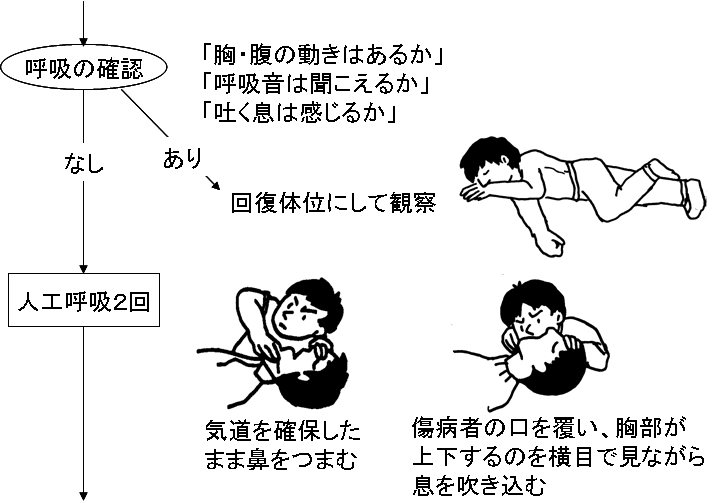 呼吸の確認
「胸・腹の動きはあるか」
「呼吸音は聞こえるか」
「吐く息は感じるか」
なし
あり
回復体位にして観察
人工呼吸2回
気道を確保した
まま鼻をつまむ
傷病者の口を覆い、胸部が
上下するのを横目で見ながら
息を吹き込む